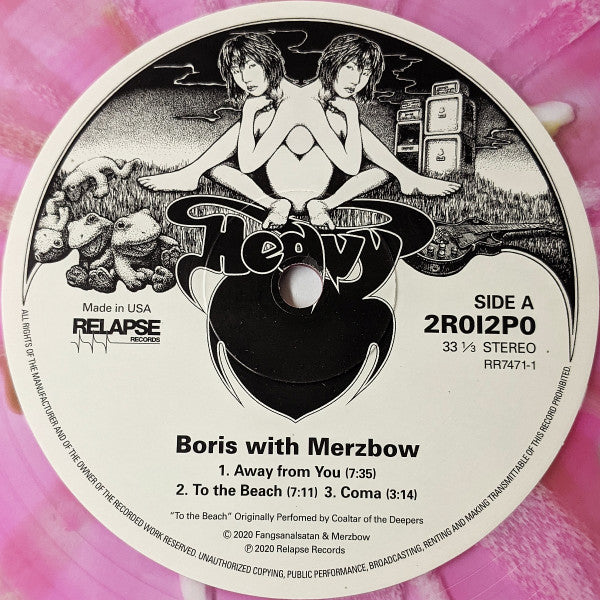 Heavy
Made in USA
RELAPSE
RECORDS
SIDE A
2R0I2P0
33 ⅓ STEREO
RR7471-1
Boris with Merzbow
1. Away from You (7:35)
2. To the Beach (7:11) 3. Coma (3:14)
"To the Beach" Originally Perfomed by Coaltar of the Deepers
© 2020 Fangsanalsatan & Merzbow
℗ 2020 Relapse Records
ALL RIGHTS OF THE MANUFACTURER AND OF THE OWNER OF THE RECORDED WORK RESERVED. UNAUTHORIZED COPYING, PUBLIC PERFORMANCE, BROADCASTING, RENTING AND MAKING TRANSMITTABLE OF THIS RECORD PROHIBITED.